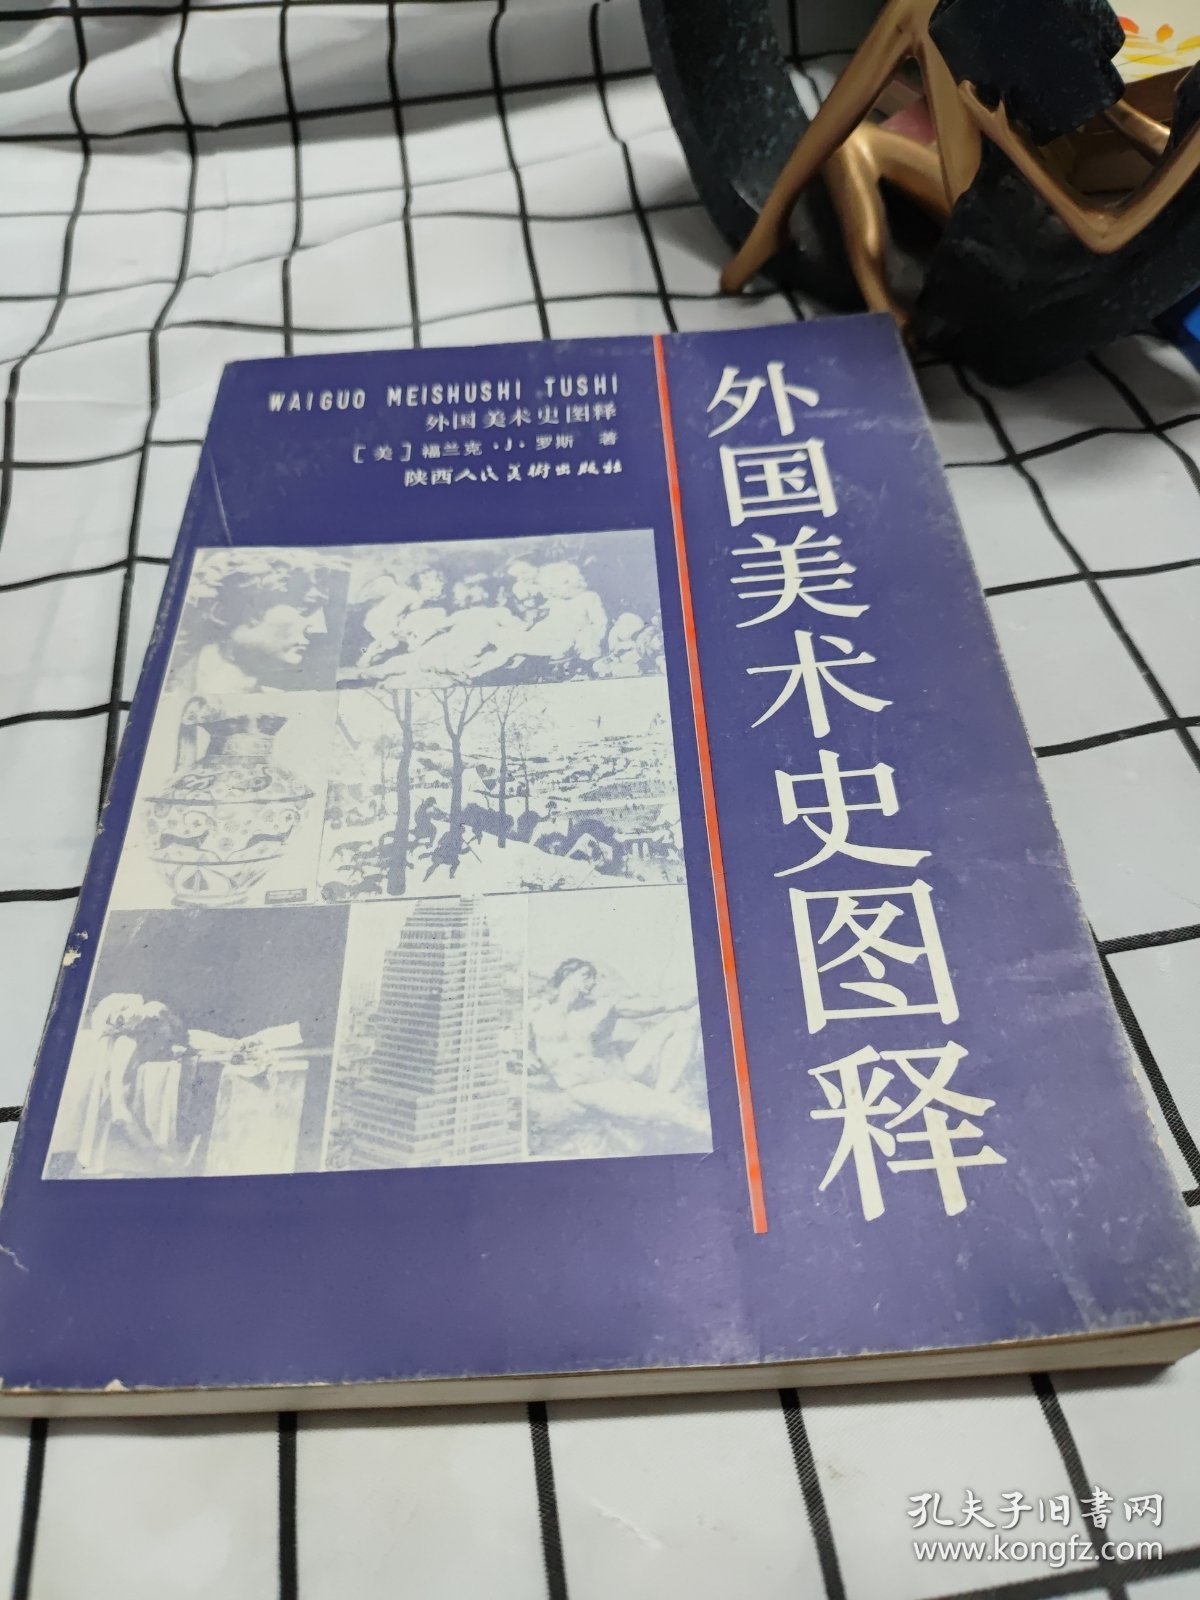 WAIGUO MEISHUSHI TUSHI
外国美术史图释
[美] 福兰克·J·罗斯 著
陕西人民美術出版社
外国美术史图释
孔夫子旧書网
www.kongfz.com